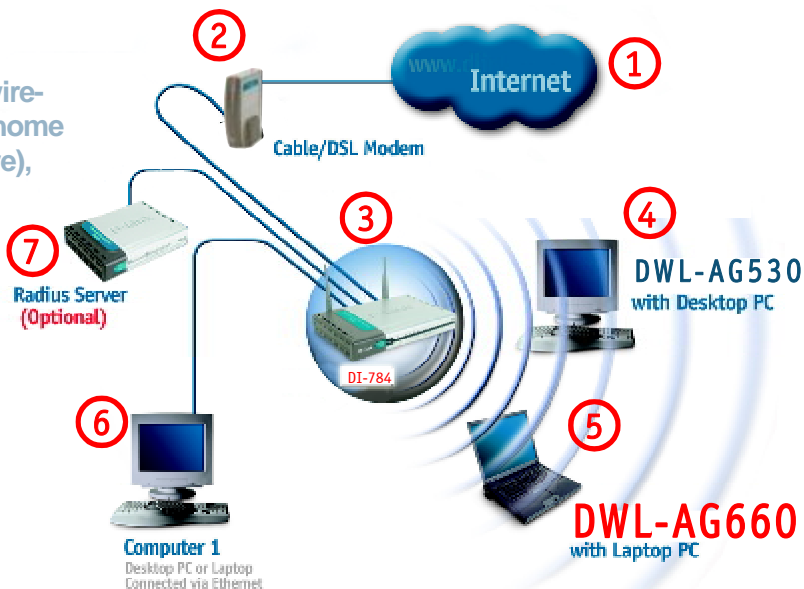 2
1
www.
Internet
wire-
home
Cable/DSL Modem
3
4
7
DWL-AG530
with Desktop PC
Radius Server
(Optional)
DI-784
6
5
DWL-AG660
with Laptop PC
Computer 1
Desktop PC or Laptop
Connected via Ethernet